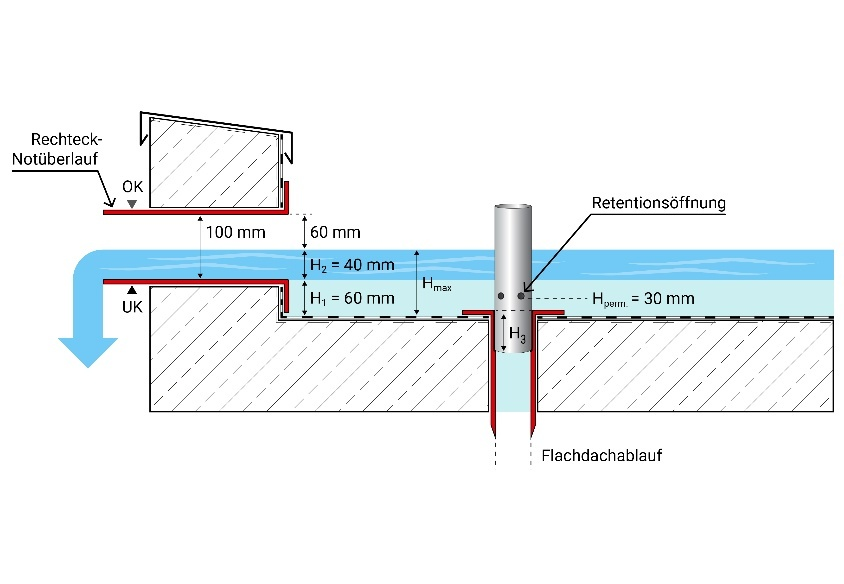 Rechteck-
Notüberlauf
OK
Retentionsöffnung
100 mm
60 mm
H2 = 40 mm
Hmax
H1 = 60 mm
Hperm. = 30 mm
UK
H3
Flachdachablauf